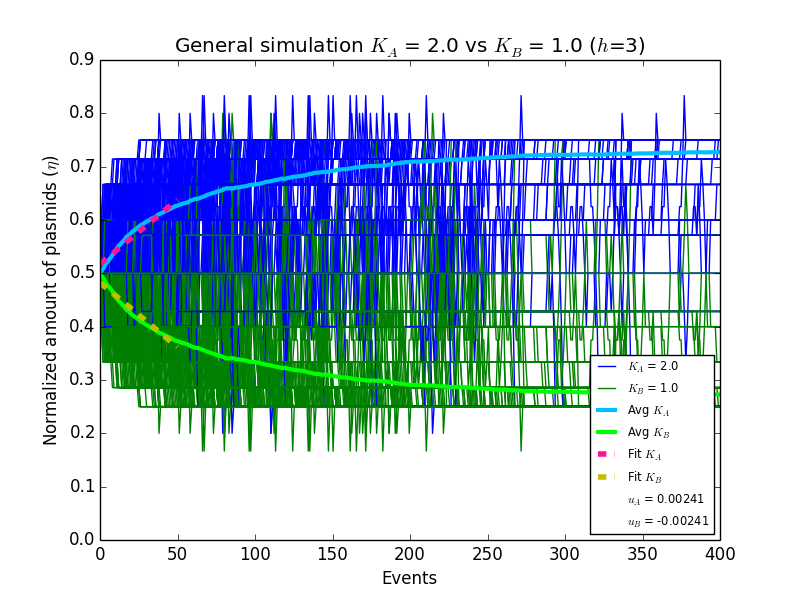 General simulation K_A = 2.0 vs K_B = 1.0 (h=3)
Normalized amount of plasmids (η)
0.9
0.8
0.7
0.6
0.5
0.4
0.3
0.2
0.1
0.0
K_A = 2.0
K_B = 1.0
Avg K_A
Avg K_B
Fit K_A
Fit K_B
u_A = 0.00241
u_B = -0.00241
0 50 100 150 200 250 300 350 400
Events